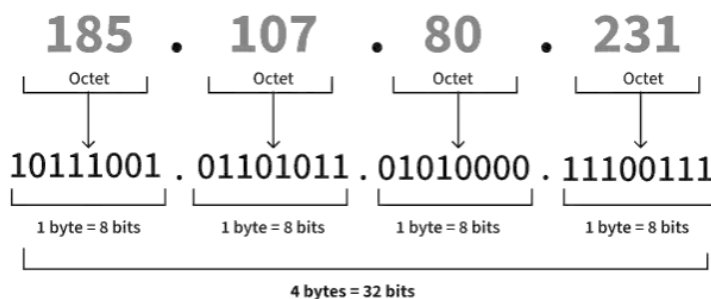 185 . 107 . 80 . 231
Octet Octet Octet Octet
10111001 . 01101011 . 01010000 . 11100111
1 byte = 8 bits 1 byte = 8 bits 1 byte = 8 bits 1 byte = 8 bits
4 bytes = 32 bits